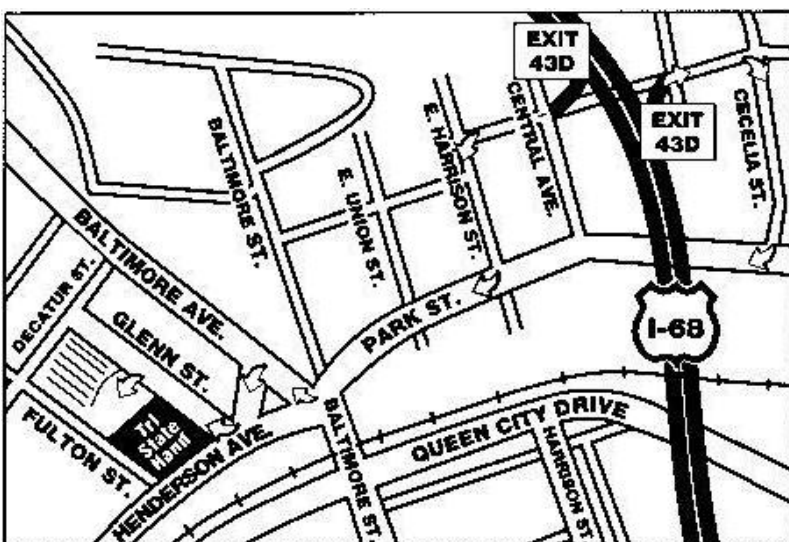 EXIT
43D
EXIT
43D
CECELIA ST.
CENTRAL AVE.
E. HARRISON ST.
E. UNION ST.
BALTIMORE ST.
BALTIMORE AVE.
DECATUR ST.
GLENN ST.
PARK ST.
I-68
Tri
State
Hand
FULTON ST.
HENDERSON AVE.
BALTIMORE ST.
QUEEN CITY DRIVE
HARRISON ST.